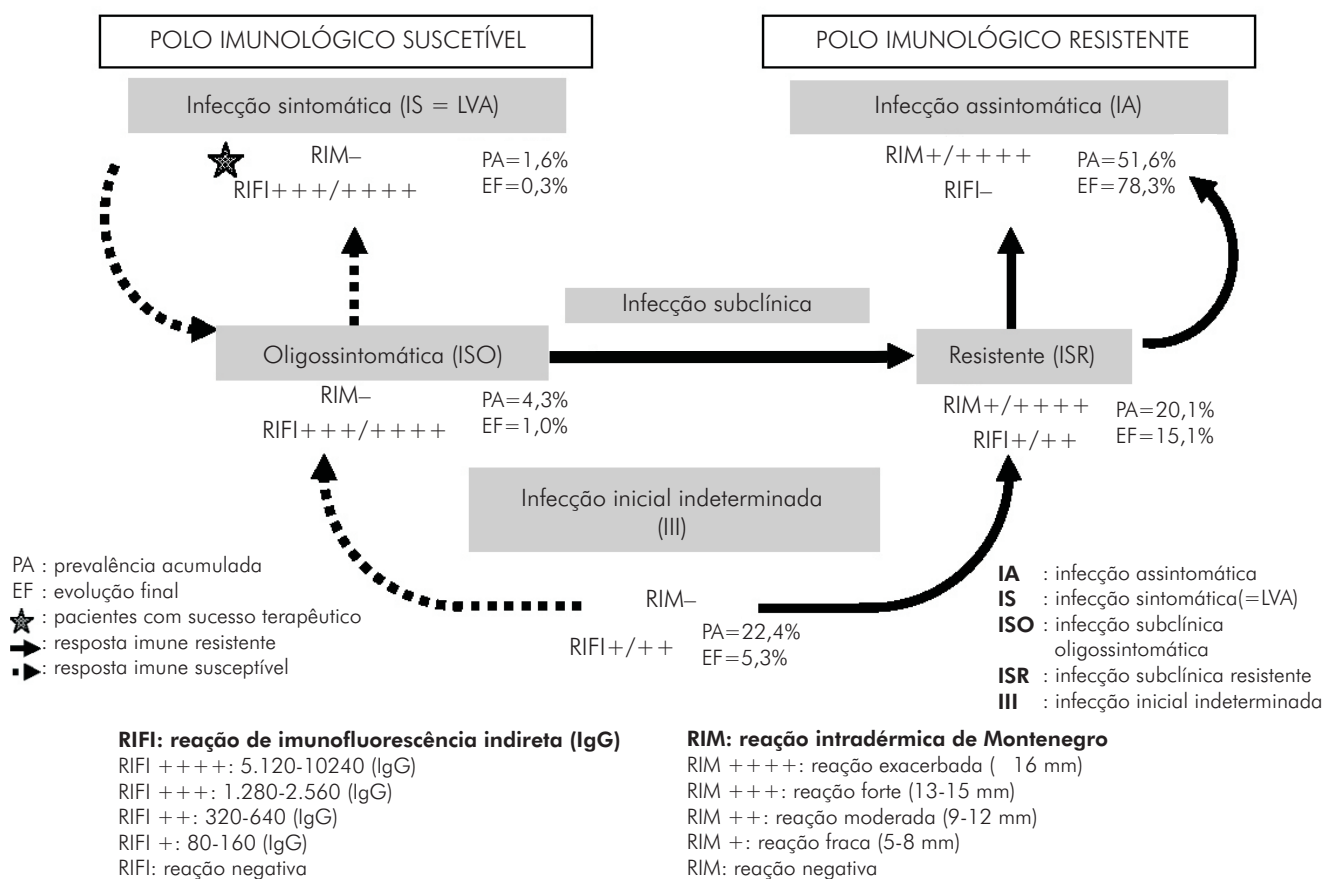 POLO IMUNOLÓGICO SUSCETÍVEL
POLO IMUNOLÓGICO RESISTENTE
Infecção sintomática (IS = LVA)
RIM–
RIFI+++/++++
PA=1,6%
EF=0,3%
Infecção assintomática (IA)
RIM+/++++
RIFI–
PA=51,6%
EF=78,3%
Infecção subclínica
Oligossintomática (ISO)
RIM–
RIFI+++/++++
PA=4,3%
EF=1,0%
Resistente (ISR)
RIM+/++++
RIFI+/++
PA=20,1%
EF=15,1%
Infecção inicial indeterminada
(III)
RIM–
RIFI+/++
PA=22,4%
EF=5,3%
PA : prevalência acumulada
EF : evolução final
: pacientes com sucesso terapêutico
: resposta imune resistente
: resposta imune susceptível
IA : infecção assintomática
IS : infecção sintomática(=LVA)
ISO : infecção subclínica
oligossintomática
ISR : infecção subclínica resistente
III : infecção inicial indeterminada
RIFI: reação de imunofluorescência indireta (IgG)
RIFI ++++: 5.120-10240 (IgG)
RIFI +++: 1.280-2.560 (IgG)
RIFI ++: 320-640 (IgG)
RIFI +: 80-160 (IgG)
RIFI: reação negativa
RIM: reação intradérmica de Montenegro
RIM ++++: reação exacerbada ( 16 mm)
RIM +++: reação forte (13-15 mm)
RIM ++: reação moderada (9-12 mm)
RIM +: reação fraca (5-8 mm)
RIM: reação negativa